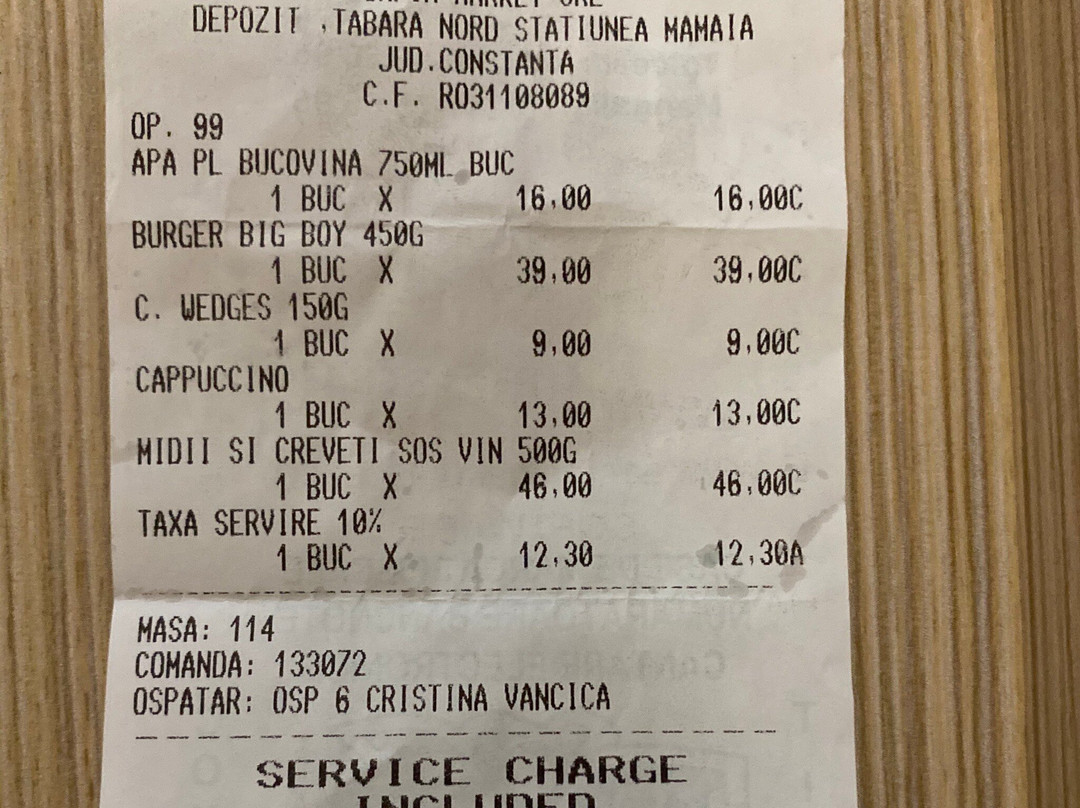 MARKET SRL
DEPOZIT ,TABARA NORD STATIUNEA MAMAIA
JUD.CONSTANTA
C.F. RO31108089
OP. 99
APA PL BUCOVINA 750ML BUC
1 BUC X 16,00 16,00C
BURGER BIG BOY 450G
1 BUC X 39,00 39,00C
C. WEDGES 150G
1 BUC X 9,00 9,00C
CAPPUCCINO
1 BUC X 13,00 13,00C
MIDII SI CREVETI SOS VIN 500G
1 BUC X 46,00 46,00C
TAXA SERVIRE 10%
1 BUC X 12,30 12,30A
MASA: 114
COMANDA: 133072
OSPATAR: OSP 6 CRISTINA VANCICA
SERVICE CHARGE
INCLUDED